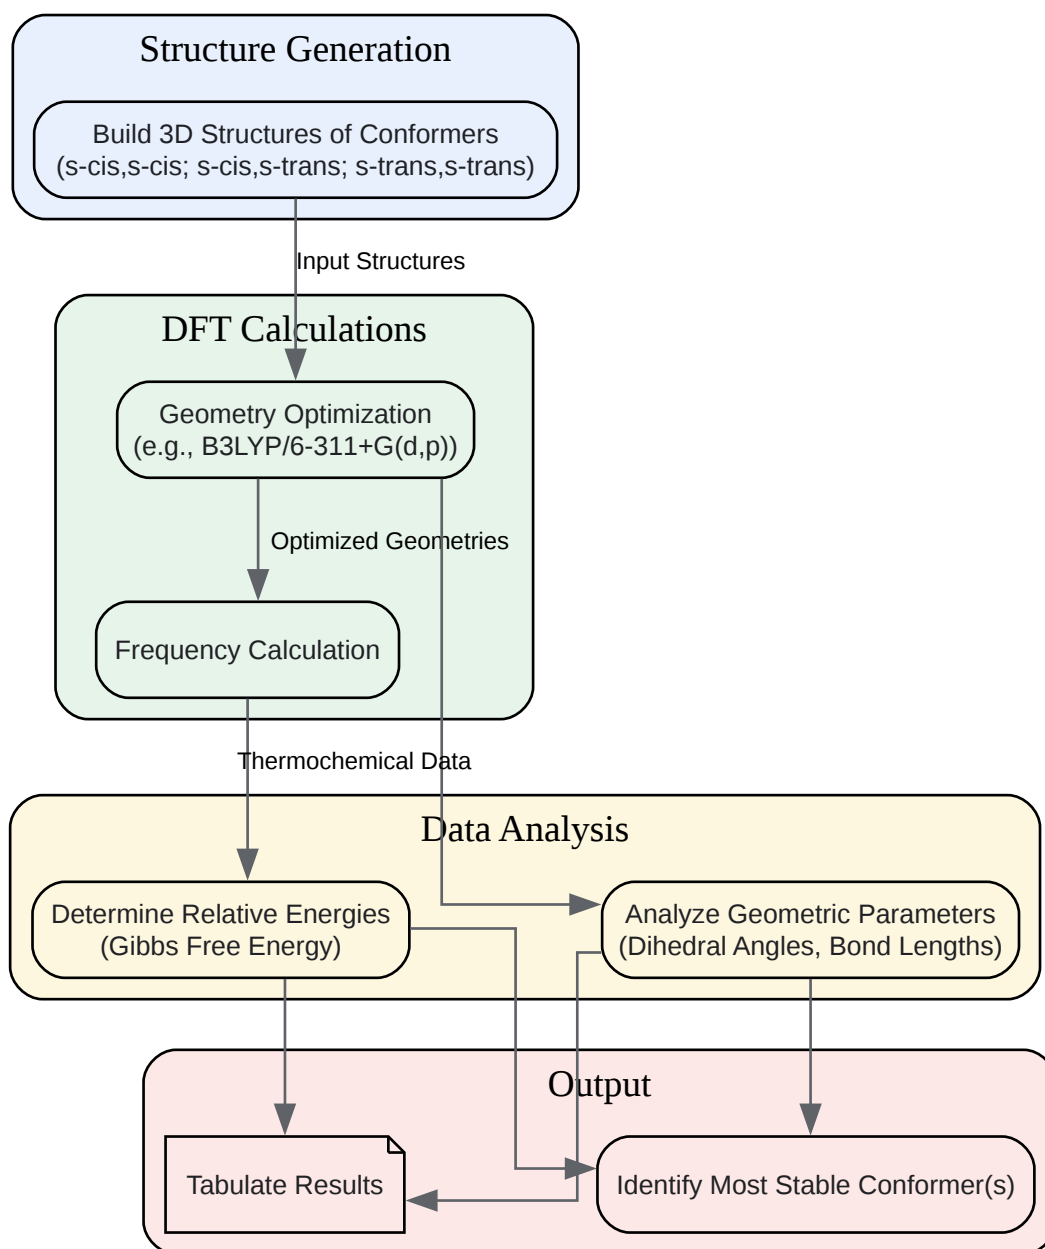 Structure Generation
Build 3D Structures of Conformers
(s-cis,s-cis; s-cis,s-trans; s-trans,s-trans)
Input Structures
DFT Calculations
Geometry Optimization
(e.g., B3LYP/6-311+G(d,p))
Optimized Geometries
Frequency Calculation
Thermochemical Data
Data Analysis
Determine Relative Energies
(Gibbs Free Energy)
Analyze Geometric Parameters
(Dihedral Angles, Bond Lengths)
Output
Tabulate Results
Identify Most Stable Conformer(s)